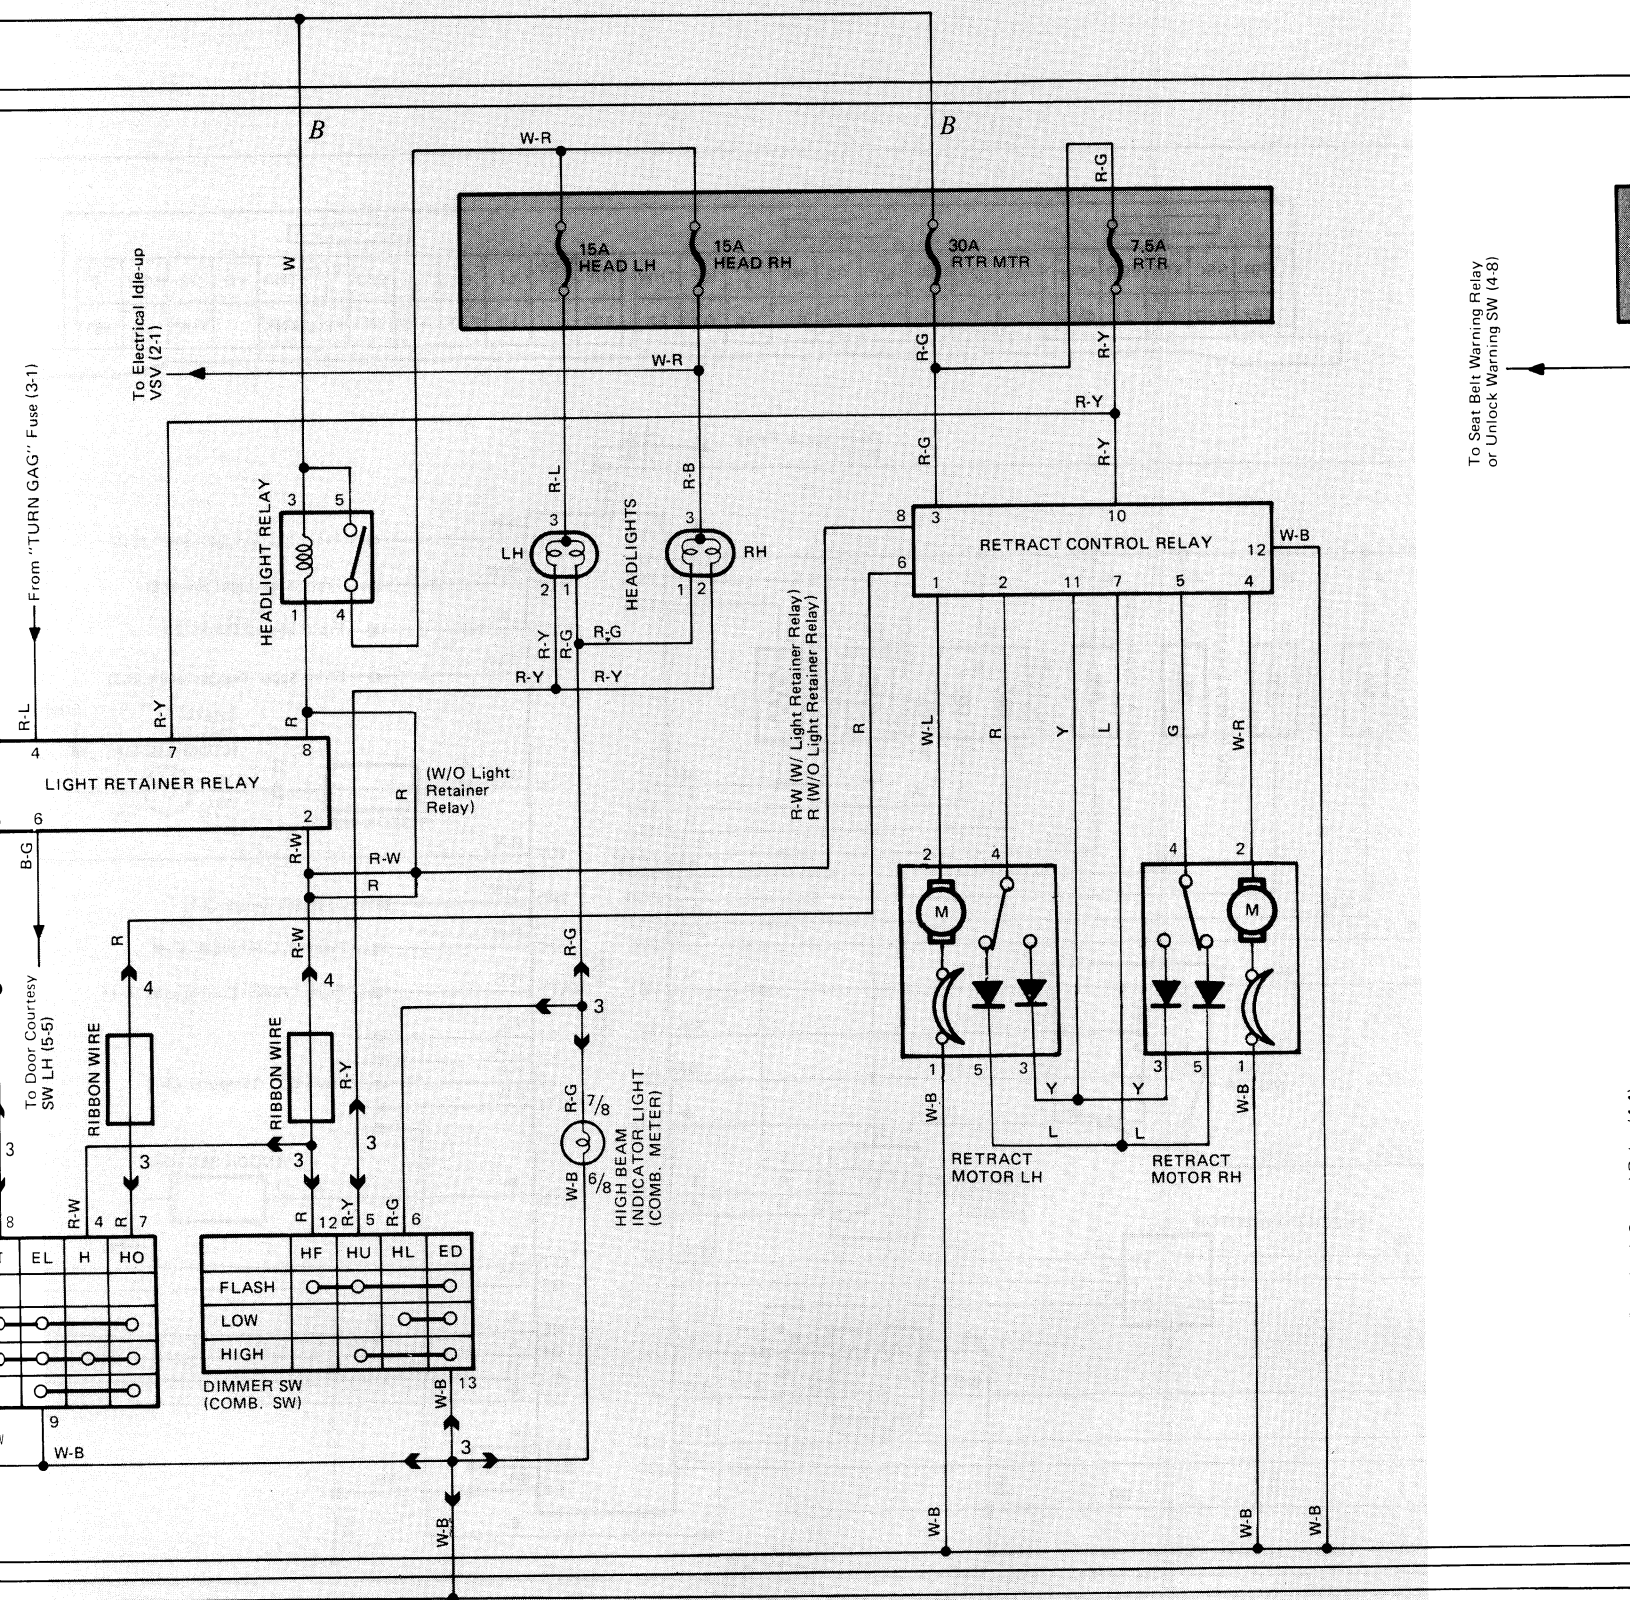 B
B
W-R
R-G
W
15A
HEAD LH
15A
HEAD RH
30A
RTR MTR
7.5A
RTR
To Electrical Idle-up
VSV (2-1)
To Seat Belt Warning Relay
or Unlock Warning SW (4-8)
From "TURN GAG" Fuse (3-1)
W-R
R-G
R-Y
R-Y
R-G
R-Y
HEADLIGHT RELAY
3 5
1 4
R-L
R-B
3
3
LH
HEADLIGHTS
RH
2 1
1 2
R-Y
R-G
R-G
R-Y
R-Y
8
3
10
RETRACT CONTROL RELAY
12
W-B
6
1 2 11 7 5 4
R-W (W/ Light Retainer Relay)
R (W/O Light Retainer Relay)
R
W-L
R
Y
L
G
W-R
R-L
R-Y
R
4 7 8
LIGHT RETAINER RELAY
6 2
R
(W/O Light
Retainer
Relay)
B-G
R-W
R-W
R
R
R-W
R-G
4
4
3
To Door Courtesy
SW LH (5-5)
RIBBON WIRE
RIBBON WIRE
R-Y
2 4
M
1 5 3
4 2
M
3 5 1
W-B
Y
Y
W-B
L
L
RETRACT
MOTOR LH
RETRACT
MOTOR RH
R-G
7/8
W-B
6/8
HIGH BEAM
INDICATOR LIGHT
(COMB. METER)
3
3
3
3
8
R-W
4
R
7
R
12
R-Y
5
R-G
6
EL H HO
HF HU HL ED
FLASH
LOW
HIGH
DIMMER SW
(COMB. SW)
W-B
13
9
W-B
3
W-B
W-B
W-B
W-B